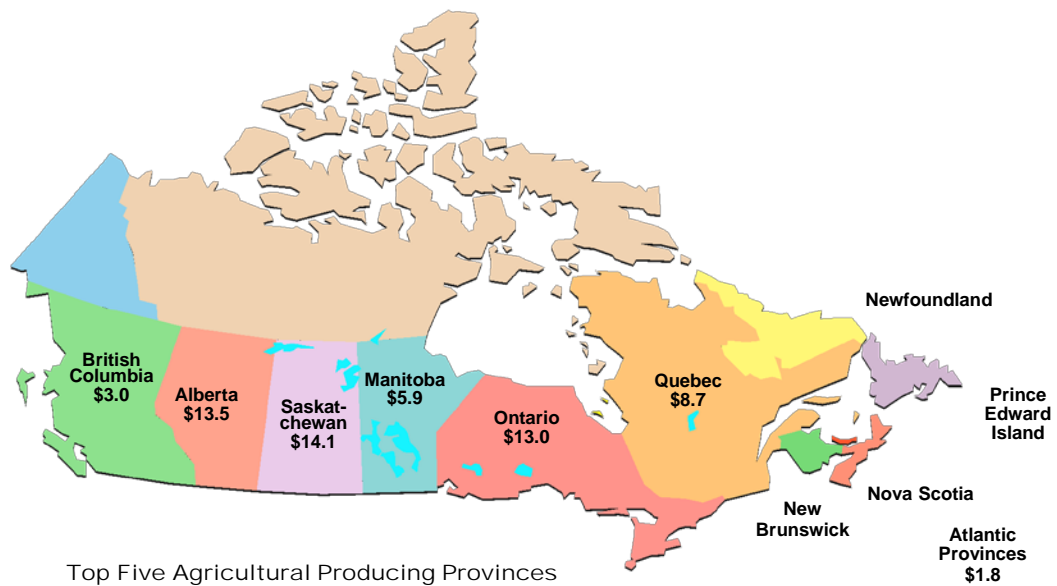 Newfoundland
British
Columbia
$3.0
Alberta
$13.5
Saskat-
chewan
$14.1
Manitoba
$5.9
Ontario
$13.0
Quebec
$8.7
Prince
Edward
Island
Nova Scotia
New
Brunswick
Atlantic
Provinces
$1.8
Top Five Agricultural Producing Provinces